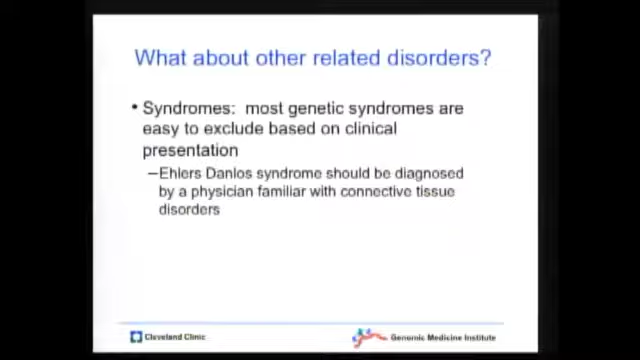 What about other related disorders?
• Syndromes: most genetic syndromes are
easy to exclude based on clinical
presentation
–Ehlers Danlos syndrome should be diagnosed
by a physician familiar with connective tissue
disorders
Cleveland Clinic
Genomic Medicine Institute